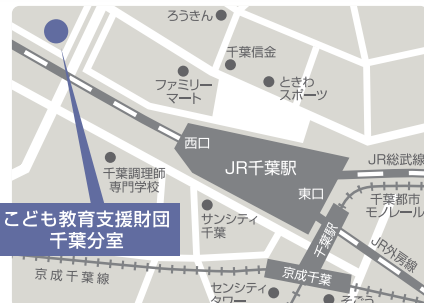 ろうきん
千葉信金
ファミリー
マート
ときわ
スポーツ
西口
JR千葉駅
JR総武線
千葉調理師
専門学校
東口
千葉都市
モノレール
こども教育支援財団
千葉分室
サンシティ
千葉
千葉駅
JR外房線
京成千葉線
京成千葉
センシティ
タワー
そごう